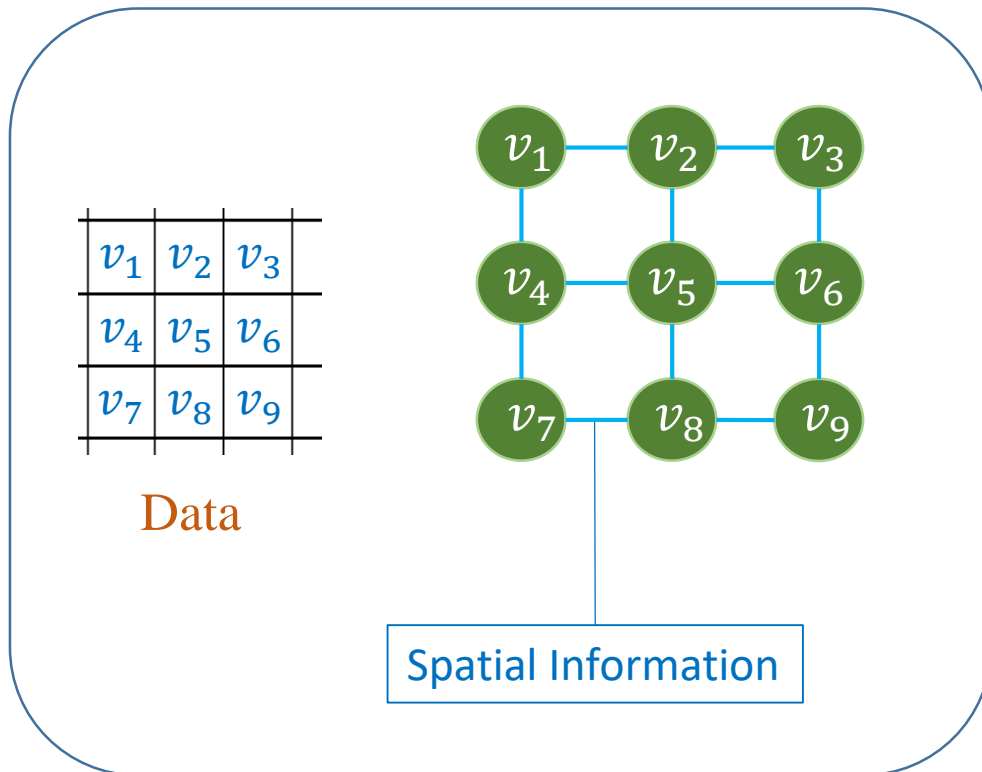 v₁ v₂ v₃
v₄ v₅ v₆
v₇ v₈ v₉
Data
v₁ v₂ v₃
v₄ v₅ v₆
v₇ v₈ v₉
Spatial Information